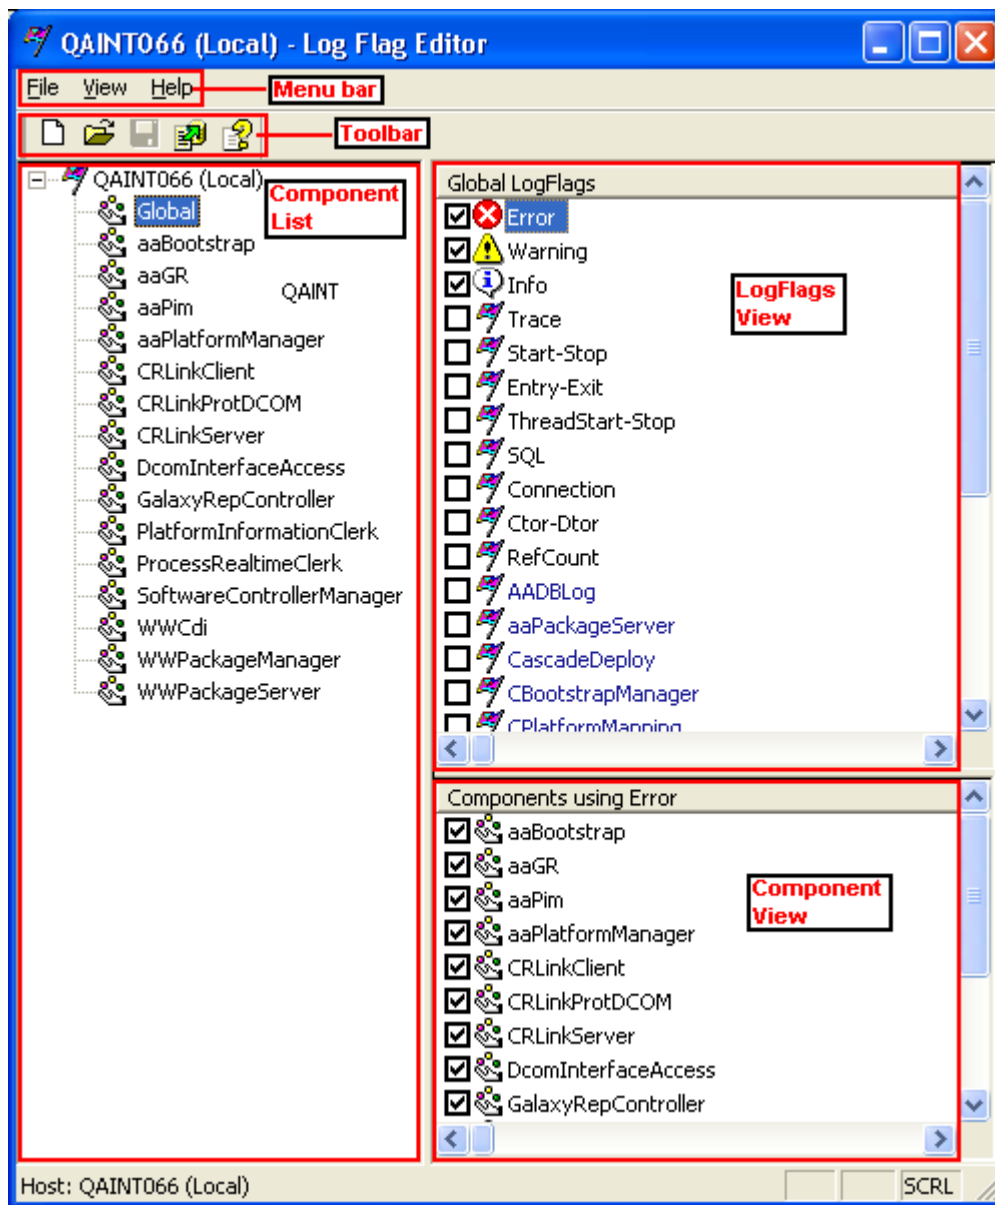 QAINT066 (Local) - Log Flag Editor
File View Help
Menu bar
Toolbar
QAINT066 (Local)
Component
List
Global
aaBootstrap
aaGR
QAINT
aaPim
aaPlatformManager
CRLinkClient
CRLinkProtDCOM
CRLinkServer
DcomInterfaceAccess
GalaxyRepController
PlatformInformationClerk
ProcessRealtimeClerk
SoftwareControllerManager
WWCdi
WWPackageManager
WWPackageServer
Global LogFlags
Error
Warning
Info
LogFlags
View
Trace
Start-Stop
Entry-Exit
ThreadStart-Stop
SQL
Connection
Ctor-Dtor
RefCount
AADBLog
aaPackageServer
CascadeDeploy
CBootstrapManager
CPlatformMapping
Components using Error
aaBootstrap
aaGR
aaPim
Component
View
aaPlatformManager
CRLinkClient
CRLinkProtDCOM
CRLinkServer
DcomInterfaceAccess
GalaxyRepController
Host: QAINT066 (Local)
SCRL